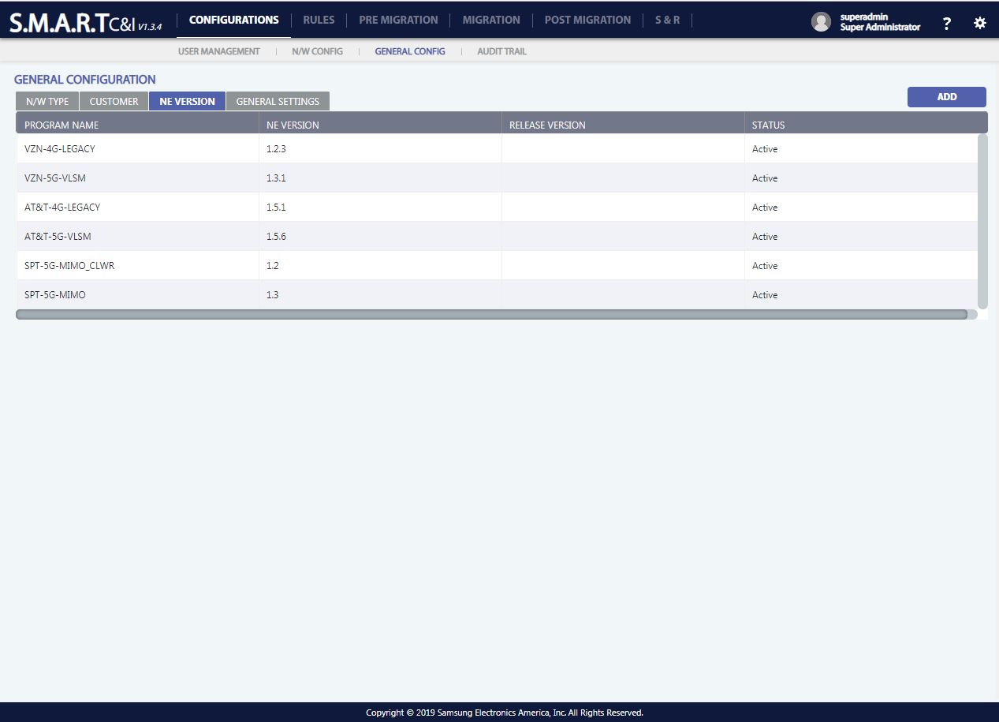 S.M.A.R.T C&I V1.3.4 CONFIGURATIONS RULES PRE MIGRATION MIGRATION POST MIGRATION S & R superadmin
Super Administrator ?
USER MANAGEMENT N/W CONFIG GENERAL CONFIG AUDIT TRAIL
GENERAL CONFIGURATION
N/W TYPE CUSTOMER NE VERSION GENERAL SETTINGS ADD
PROGRAM NAME NE VERSION RELEASE VERSION STATUS
VZN-4G-LEGACY 1.2.3 Active
VZN-5G-VLSM 1.3.1 Active
AT&T-4G-LEGACY 1.5.1 Active
AT&T-5G-VLSM 1.5.6 Active
SPT-5G-MIMO_CLWR 1.2 Active
SPT-5G-MIMO 1.3 Active
Copyright © 2019 Samsung Electronics America, Inc. All Rights Reserved.